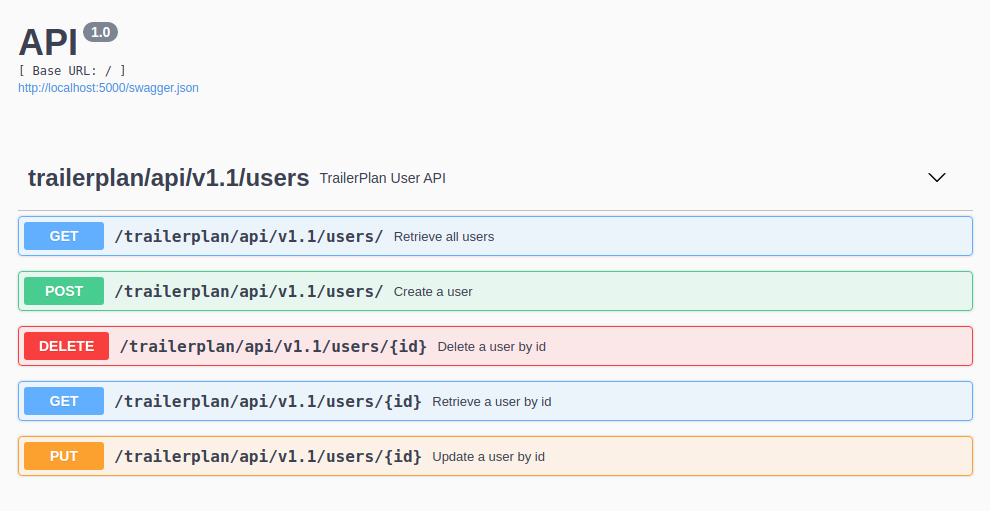 API 1.0
[ Base URL: / ]
http://localhost:5000/swagger.json
trailerplan/api/v1.1/users TrailerPlan User API
GET /trailerplan/api/v1.1/users/ Retrieve all users
POST /trailerplan/api/v1.1/users/ Create a user
DELETE /trailerplan/api/v1.1/users/{id} Delete a user by id
GET /trailerplan/api/v1.1/users/{id} Retrieve a user by id
PUT /trailerplan/api/v1.1/users/{id} Update a user by id